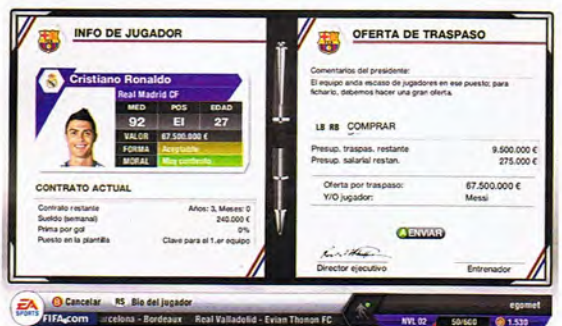 INFO DE JUGADOR
Cristiano Ronaldo
Real Madrid CF
MED POS EDAD
92 EI 27
VALOR 67.500.000 €
FORMA Aceptable
MORAL Muy contento
CONTRATO ACTUAL
Contrato restante Años: 3, Meses: 0
Sueldo (semanal) 240.000 €
Prima por gol 0%
Puesto en la plantilla Clave para el 1.er equipo
OFERTA DE TRASPASO
Comentarios del presidente:
El equipo anda escaso de jugadores en ese puesto; para
ficharlo, debemos hacer una gran oferta.
LB RB COMPRAR
Presup. traspas. restante 9.500.000 €
Presup. salarial restan. 275.000 €
Oferta por traspaso: 67.500.000 €
Y/O jugador: Messi
A ENVIAR
Director ejecutivo Entrenador
EA SPORTS
B Cancelar RS Bio del jugador
egomet
FIFA.com arcelona - Bordeaux Real Valladolid - Evian Thonon FC
NVL 02 50/600 1.530